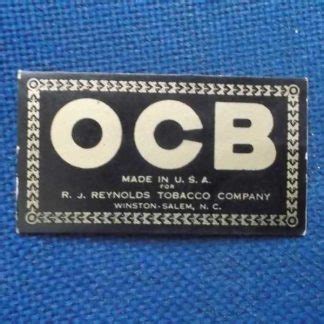 OCB
MADE IN U.S.A.
FOR
R. J. REYNOLDS TOBACCO COMPANY
WINSTON-SALEM, N. C.